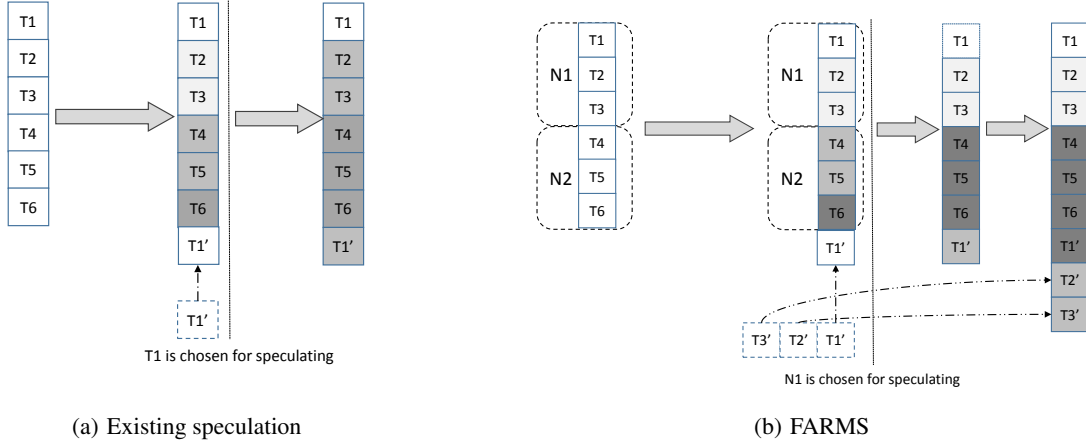 T1
T2
T3
T4
T5
T6
T1
T2
T3
T4
T5
T6
T1’
T1’
T1
T2
T3
T4
T5
T6
T1’
T1 is chosen for speculating
(a) Existing speculation
N1
N2
T1
T2
T3
T4
T5
T6
N1
N2
T1
T2
T3
T4
T5
T6
T1’
T3’ T2’ T1’
T1
T2
T3
T4
T5
T6
T1’
T1
T2
T3
T4
T5
T6
T1’
T2’
T3’
N1 is chosen for speculating
(b) FARMS